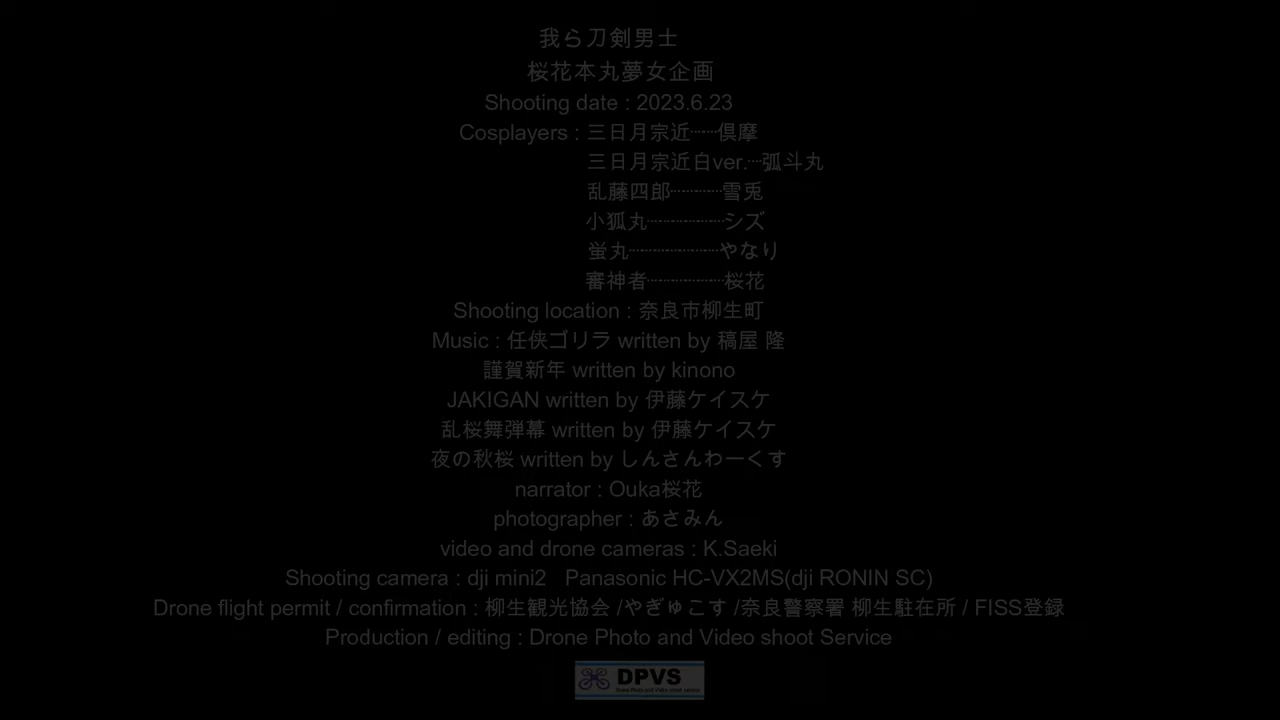 我ら刀剣男士
桜花本丸夢女企画
Shooting date : 2023.6.23
Cosplayers : 三日月宗近┈┈倶摩
三日月宗近白ver.┈弧斗丸
乱藤四郎┈┈┈┈雪兎
小狐丸┈┈┈┈┈┈シズ
蛍丸┈┈┈┈┈┈┈やなり
審神者┈┈┈┈┈┈桜花
Shooting location : 奈良市柳生町
Music : 任侠ゴリラ written by 稿屋 隆
謹賀新年 written by kinono
JAKIGAN written by 伊藤ケイスケ
乱桜舞弾幕 written by 伊藤ケイスケ
夜の秋桜 written by しんさんわーくす
narrator : Ouka桜花
photographer : あさみん
video and drone cameras : K.Saeki
Shooting camera : dji mini2   Panasonic HC-VX2MS(dji RONIN SC)
Drone flight permit / confirmation : 柳生観光協会 /やぎゅこす /奈良警察署 柳生駐在所 / FISS登録
Production / editing : Drone Photo and Video shoot Service
DPVS
Drone Photo and Video shoot service